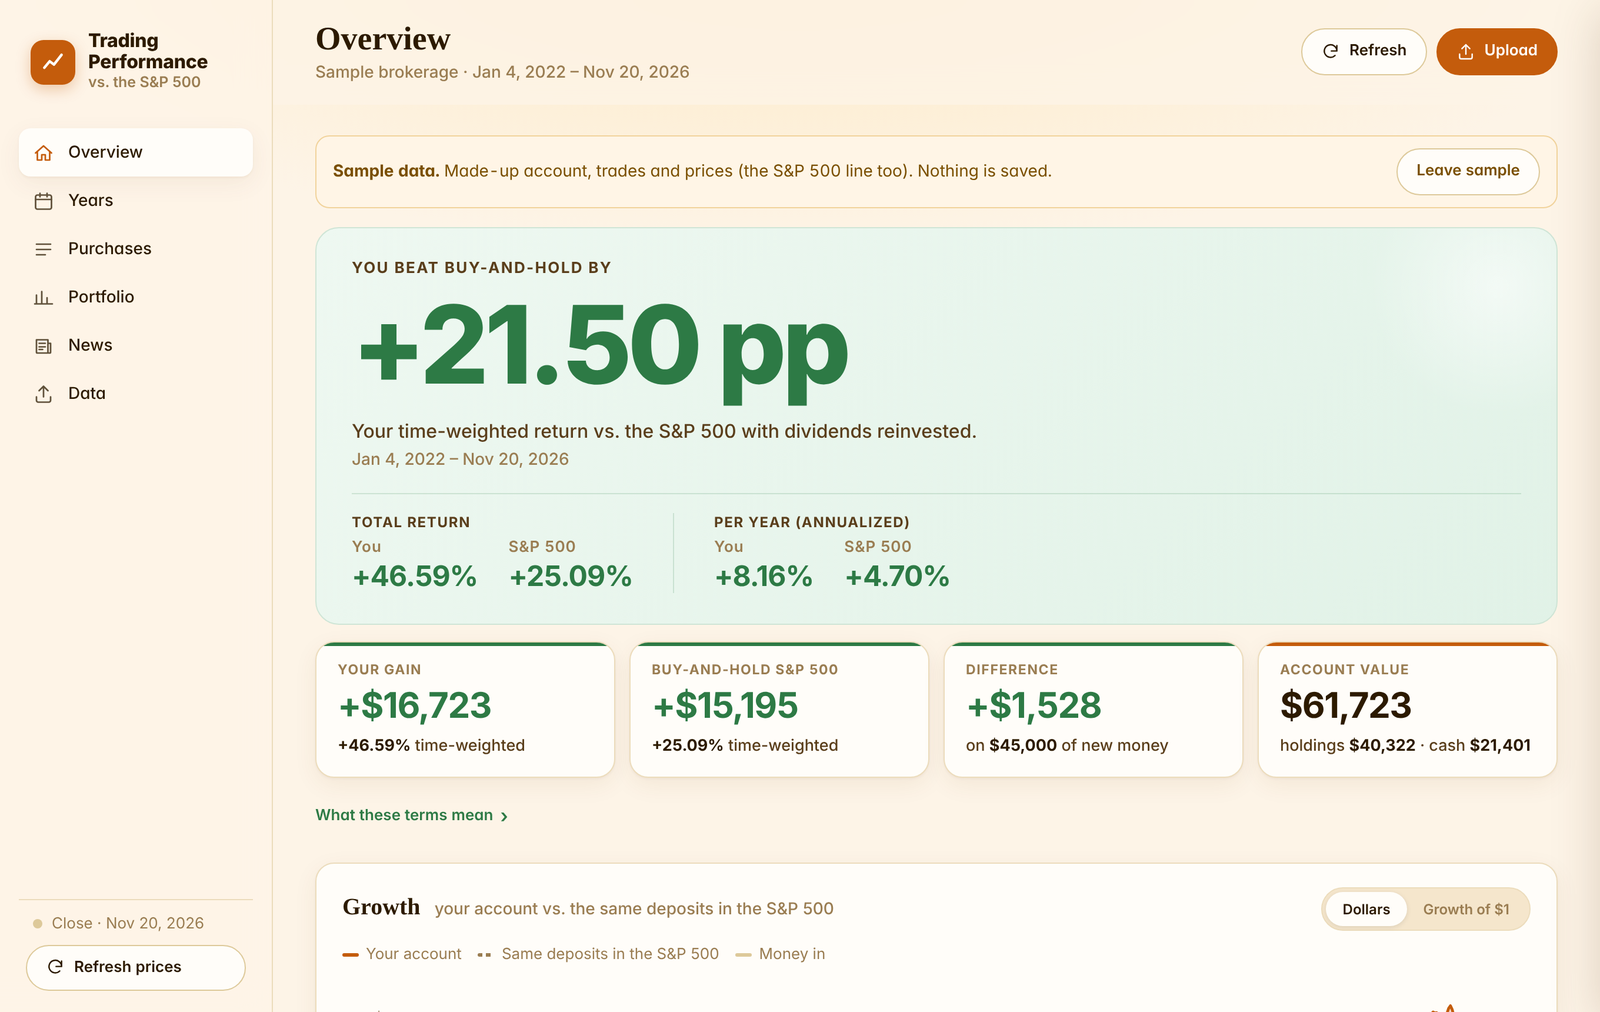 Trading
Performance
vs. the S&P 500
Overview
Years
Purchases
Portfolio
News
Data
Close · Nov 20, 2026
Refresh prices
Overview
Sample brokerage · Jan 4, 2022 – Nov 20, 2026
Refresh
Upload
Sample data. Made-up account, trades and prices (the S&P 500 line too). Nothing is saved.
Leave sample
YOU BEAT BUY-AND-HOLD BY
+21.50 pp
Your time-weighted return vs. the S&P 500 with dividends reinvested.
Jan 4, 2022 – Nov 20, 2026
TOTAL RETURN
You S&P 500
+46.59% +25.09%
PER YEAR (ANNUALIZED)
You S&P 500
+8.16% +4.70%
YOUR GAIN
+$16,723
+46.59% time-weighted
BUY-AND-HOLD S&P 500
+$15,195
+25.09% time-weighted
DIFFERENCE
+$1,528
on $45,000 of new money
ACCOUNT VALUE
$61,723
holdings $40,322 · cash $21,401
What these terms mean ›
Growth your account vs. the same deposits in the S&P 500
Dollars Growth of $1
Your account Same deposits in the S&P 500 Money in